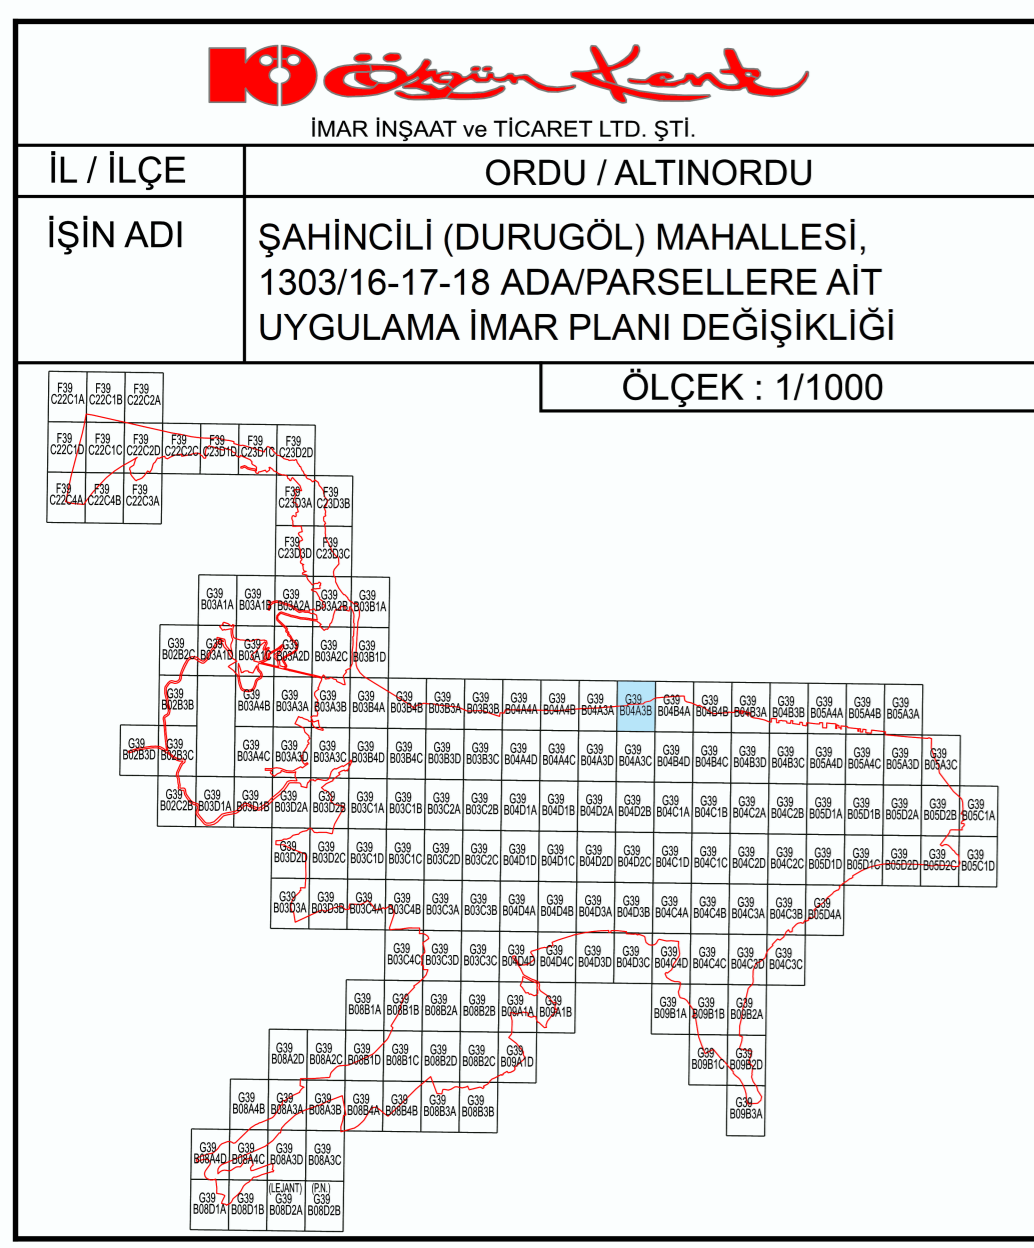 Özgün Kent
İMAR İNŞAAT ve TİCARET LTD. ŞTİ.
İL / İLÇE
ORDU / ALTINORDU
İŞİN ADI
ŞAHİNCİLİ (DURUGÖL) MAHALLESİ,
1303/16-17-18 ADA/PARSELLERE AİT
UYGULAMA İMAR PLANI DEĞİŞİKLİĞİ
ÖLÇEK : 1/1000
F39 F39 F39
C22C1A C22C1B C22C2A
F39 F39 F39 F39 F39 F39 F39
C22C1D C22C1C C22C2D C22C2C C23D1D C23D1C C23D2D
F39 F39 F39 F39 F39
C22C4A C22C4B C22C3A C23D3A C23D3B
F39 F39
C23D3D C23D3C
G39 G39 G39 G39 G39
B03A1A B03A1B B03A2A B03A2B B03B1A
G39 G39 G39 G39 G39 G39
B02B2C B03A1D B03A1C B03A2D B03A2C B03B1D
G39 G39 G39 G39 G39 G39 G39 G39 G39 G39 G39 G39 G39 G39 G39 G39 G39 G39 G39
B02B3B B03A4B B03A3A B03A3B B03B4A B03B4B B03B3A B03B3B B04A4A B04A4B B04A3A B04A3B B04B4A B04B4B B04B3A B04B3B B05A4A B05A4B B05A3A
G39 G39 G39 G39 G39 G39 G39 G39 G39 G39 G39 G39 G39 G39 G39 G39 G39 G39 G39 G39 G39
B02B3D B02B3C B03A4C B03A3D B03A3C B03B4D B03B4C B03B3D B03B3C B04A4D B04A4C B04A3D B04A3C B04B4D B04B4C B04B3D B04B3C B05A4D B05A4C B05A3D B05A3C
G39 G39 G39 G39 G39 G39 G39 G39 G39 G39 G39 G39 G39 G39 G39 G39 G39 G39 G39 G39 G39 G39
B02C2B B03D1A B03D1B B03D2A B03D2B B03C1A B03C1B B03C2A B03C2B B04D1A B04D1B B04D2A B04D2B B04C1A B04C1B B04C2A B04C2B B05D1A B05D1B B05D2A B05D2B B05C1A
G39 G39 G39 G39 G39 G39 G39 G39 G39 G39 G39 G39 G39 G39 G39 G39 G39 G39 G39
B03D2D B03D2C B03C1D B03C1C B03C2D B03C2C B04D1D B04D1C B04D2D B04D2C B04C1D B04C1C B04C2D B04C2C B05D1D B05D1C B05D2D B05D2C B05C1D
G39 G39 G39 G39 G39 G39 G39 G39 G39 G39 G39 G39 G39 G39 G39
B03D3A B03D3B B03C4A B03C4B B03C3A B03C3B B04D4A B04D4B B04D3A B04D3B B04C4A B04C4B B04C3A B04C3B B05D4A
G39 G39 G39 G39 G39 G39 G39 G39 G39 G39 G39
B03C4C B03C3D B03C3C B04D4D B04D4C B04D3D B04D3C B04C4D B04C4C B04C3D B04C3C
G39 G39 G39 G39 G39 G39 G39 G39 G39
B08B1A B08B1B B08B2A B08B2B B09A1A B09A1B B09B1A B09B1B B09B2A
G39 G39 G39 G39 G39 G39 G39 G39 G39
B08A2D B08A2C B08B1D B08B1C B08B2D B08B2C B09A1D B09B1C B09B2D
G39 G39 G39 G39 G39 G39 G39 G39
B08A4B B08A3A B08A3B B08B4A B08B4B B08B3A B08B3B B09B3A
G39 G39 G39 G39
B08A4D B08A4C B08A3D B08A3C
(LEJANT) (P.N.)
G39 G39 G39 G39
B08D1A B08D1B B08D2A B08D2B